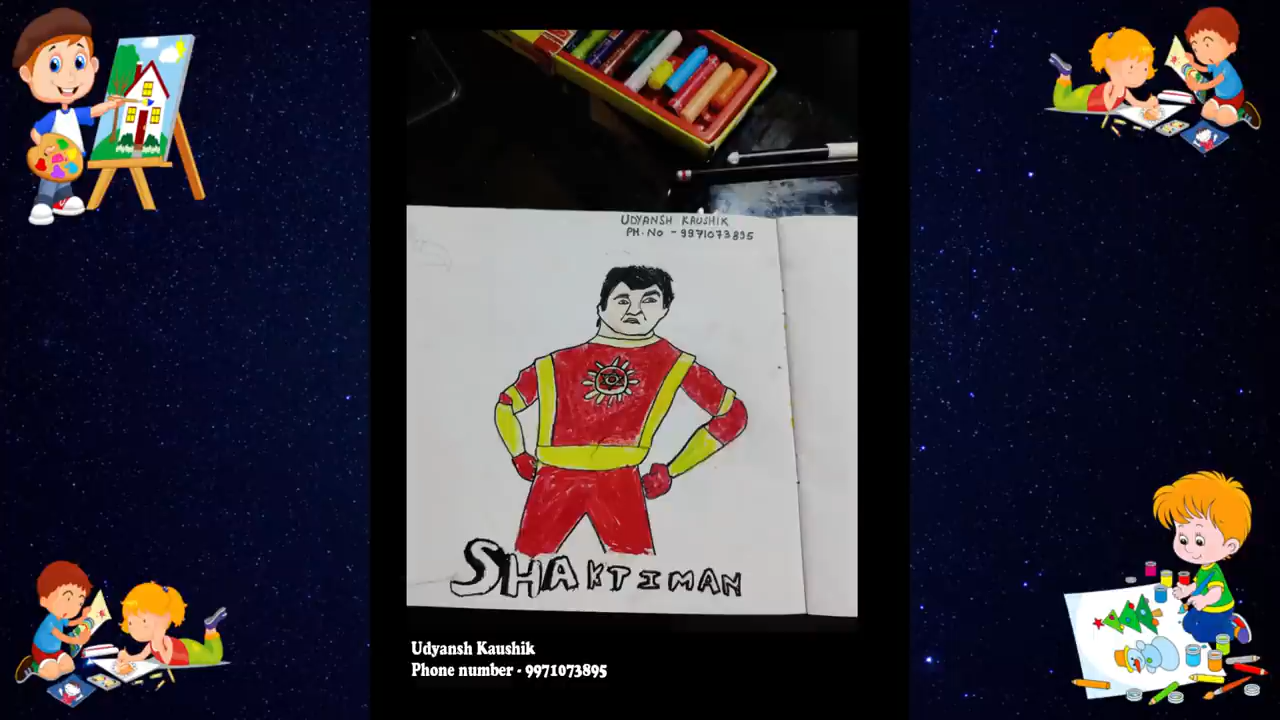 UDYANSH KAUSHIK
PH. NO - 9971073895
SHAKTIMAN
Udyansh Kaushik
Phone number - 9971073895